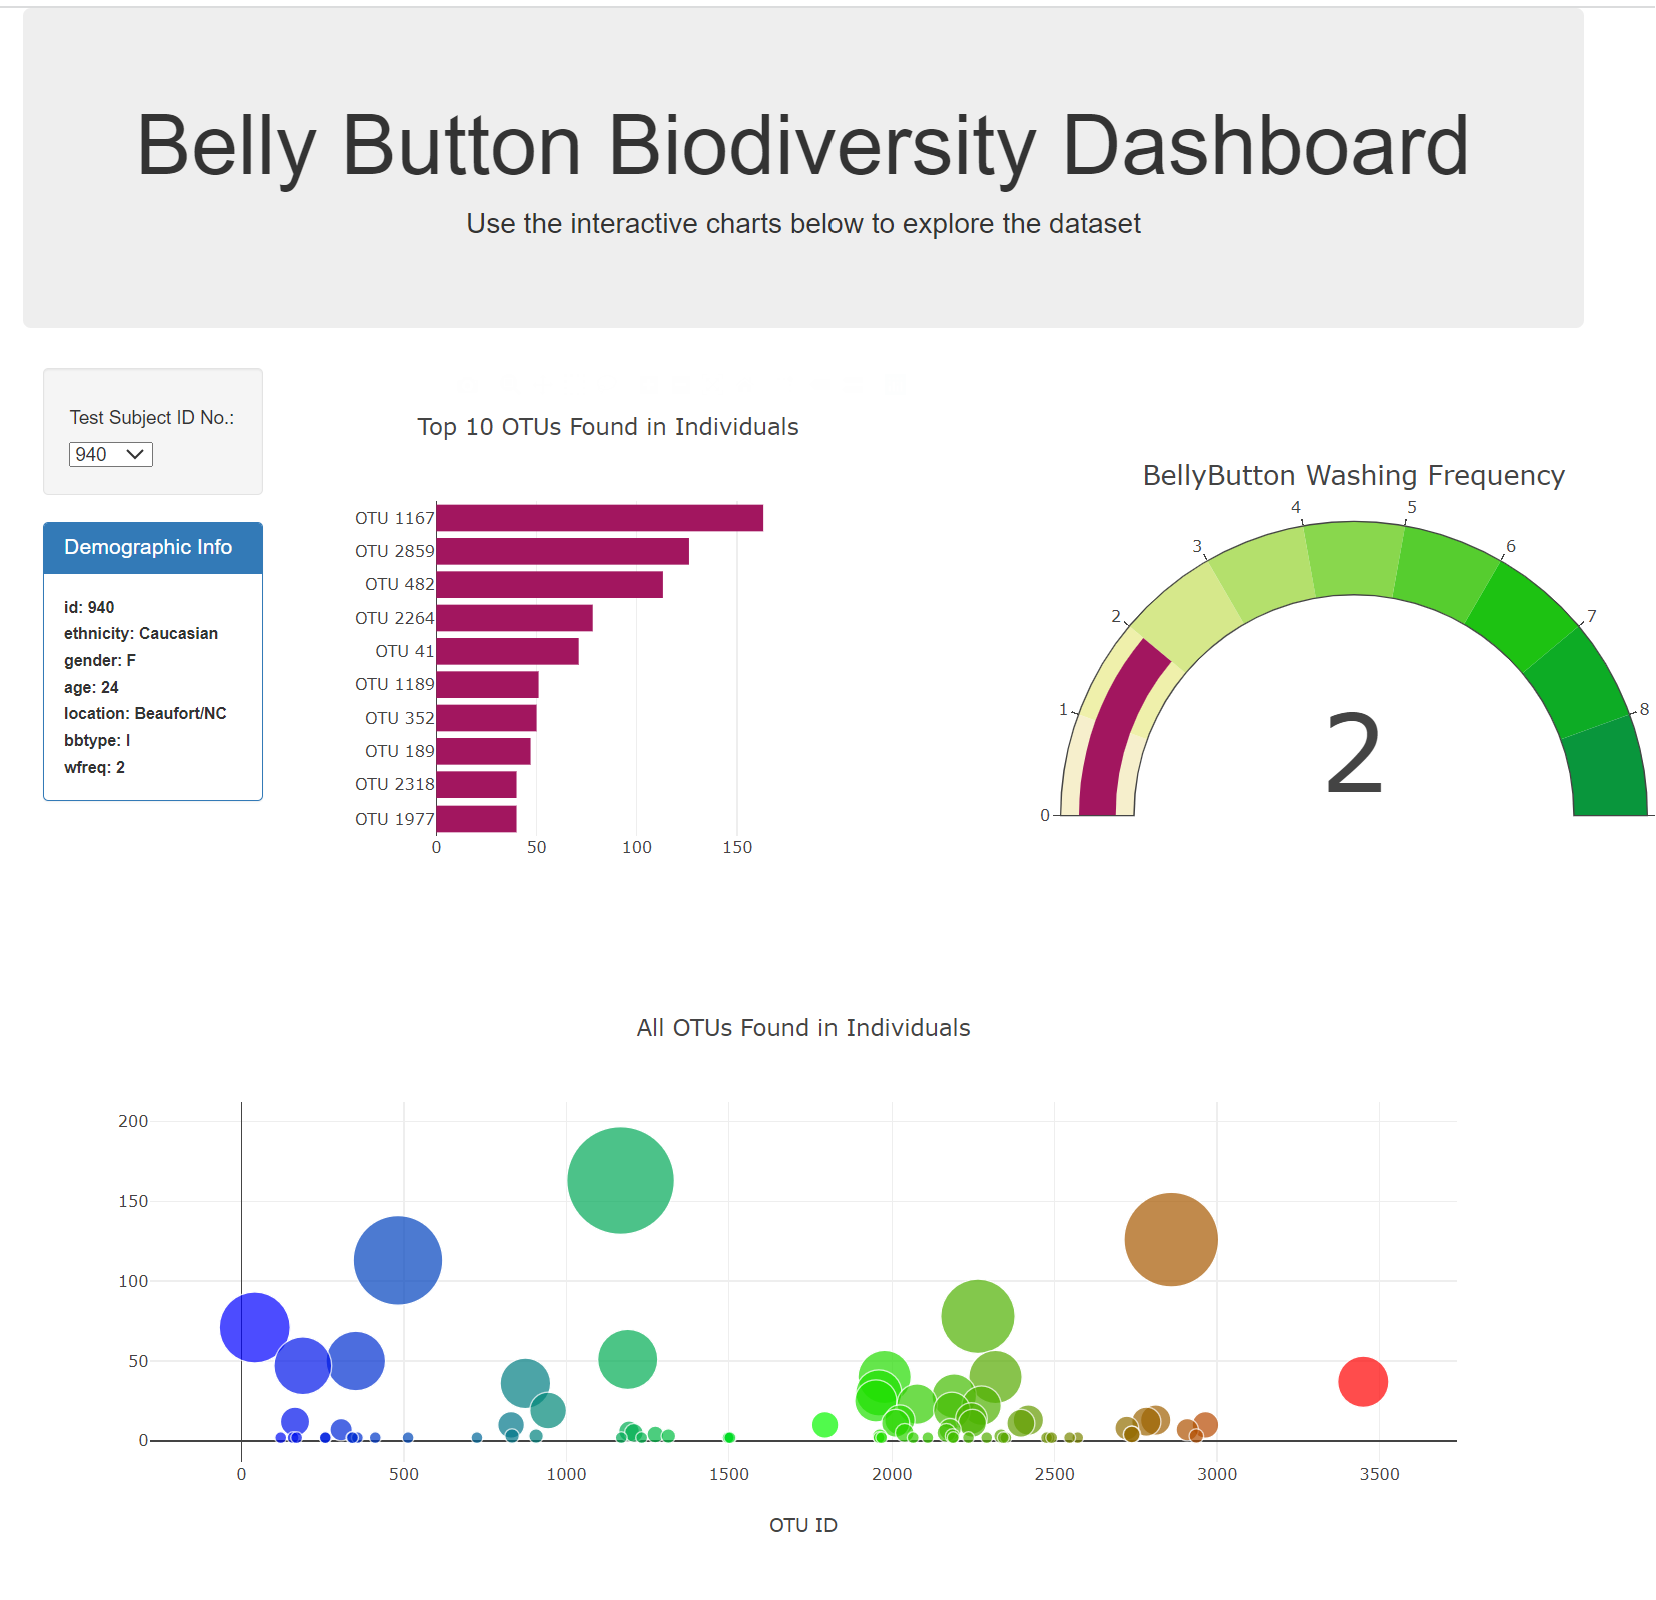 Belly Button Biodiversity Dashboard
Use the interactive charts below to explore the dataset
Test Subject ID No.:
940
Demographic Info
id: 940
ethnicity: Caucasian
gender: F
age: 24
location: Beaufort/NC
bbtype: I
wfreq: 2
Top 10 OTUs Found in Individuals
OTU 1167
OTU 2859
OTU 482
OTU 2264
OTU 41
OTU 1189
OTU 352
OTU 189
OTU 2318
OTU 1977
0 50 100 150
BellyButton Washing Frequency
0
1
2
3
4
5
6
7
8
2
All OTUs Found in Individuals
200
150
100
50
0
0 500 1000 1500 2000 2500 3000 3500
OTU ID